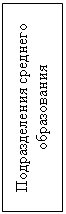 Подразделения среднего
образования